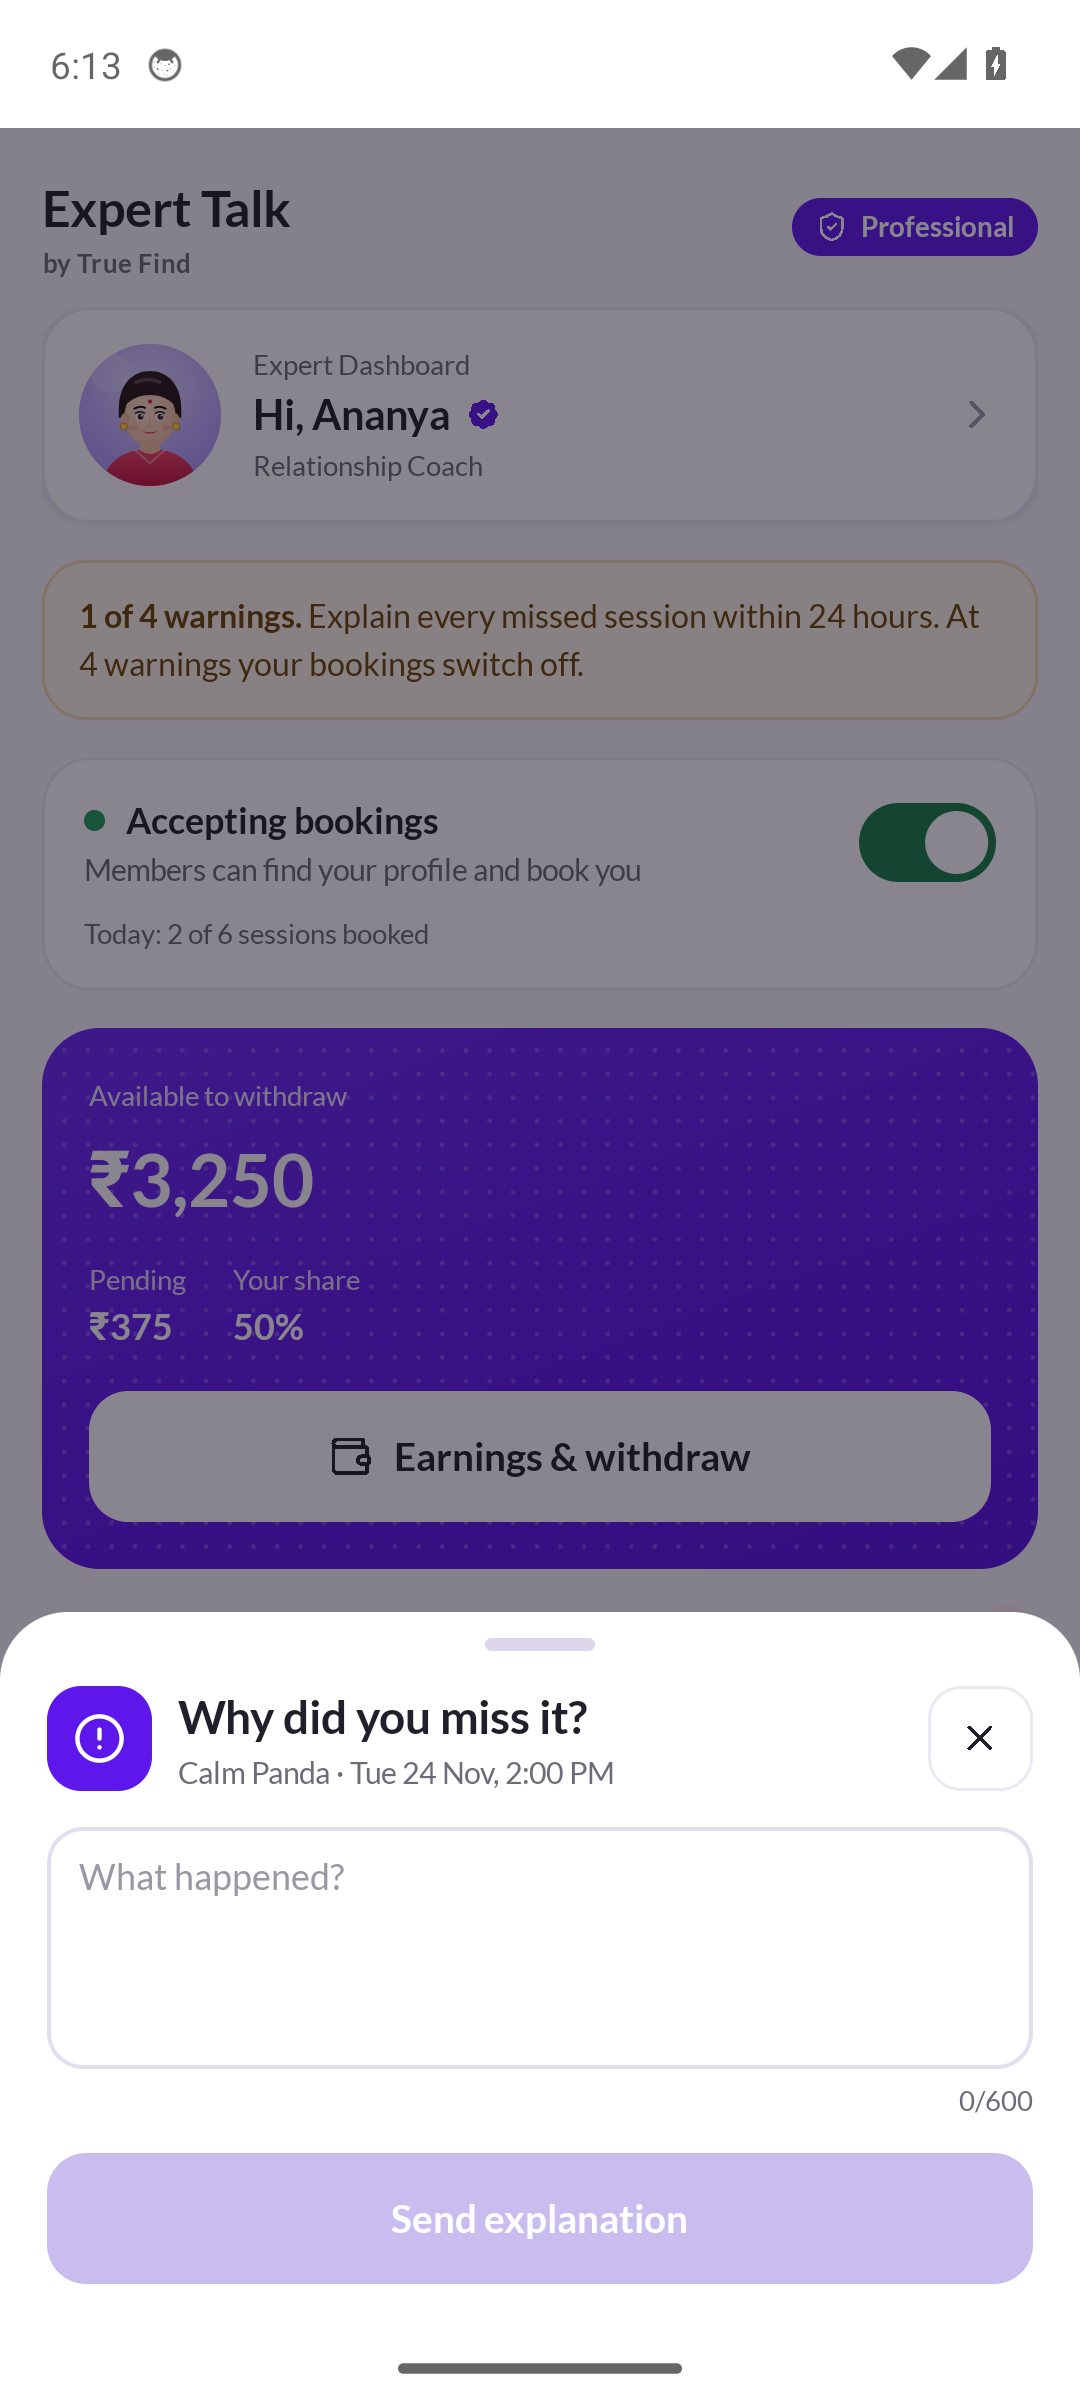 6:13
Expert Talk
by True Find
Professional
Expert Dashboard
Hi, Ananya
Relationship Coach
1 of 4 warnings. Explain every missed session within 24 hours. At
4 warnings your bookings switch off.
Accepting bookings
Members can find your profile and book you
Today: 2 of 6 sessions booked
Available to withdraw
₹3,250
Pending Your share
₹375 50%
Earnings & withdraw
Why did you miss it?
Calm Panda · Tue 24 Nov, 2:00 PM
What happened?
0/600
Send explanation